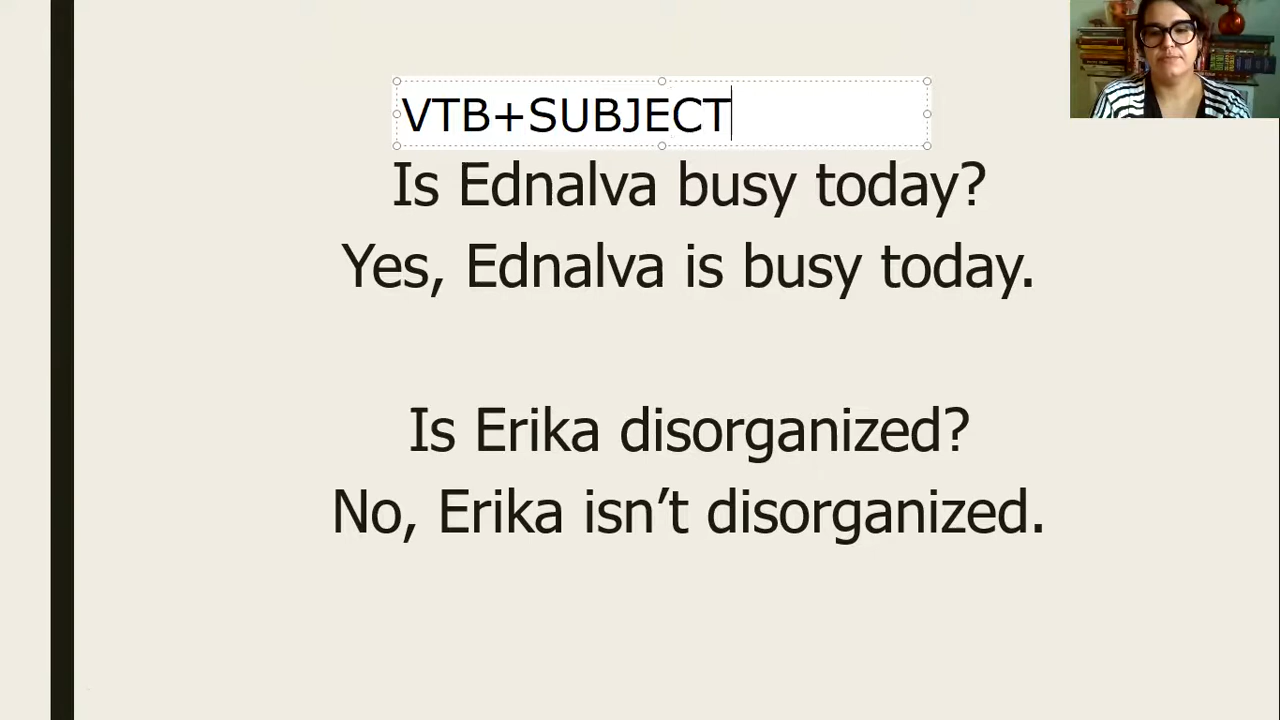 VTB+SUBJECT
Is Ednalva busy today?
Yes, Ednalva is busy today.
Is Erika disorganized?
No, Erika isn’t disorganized.